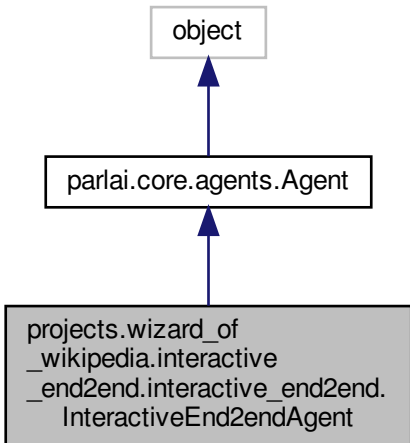 object
parlai.core.agents.Agent
projects.wizard_of
_wikipedia.interactive
_end2end.interactive_end2end.
InteractiveEnd2endAgent